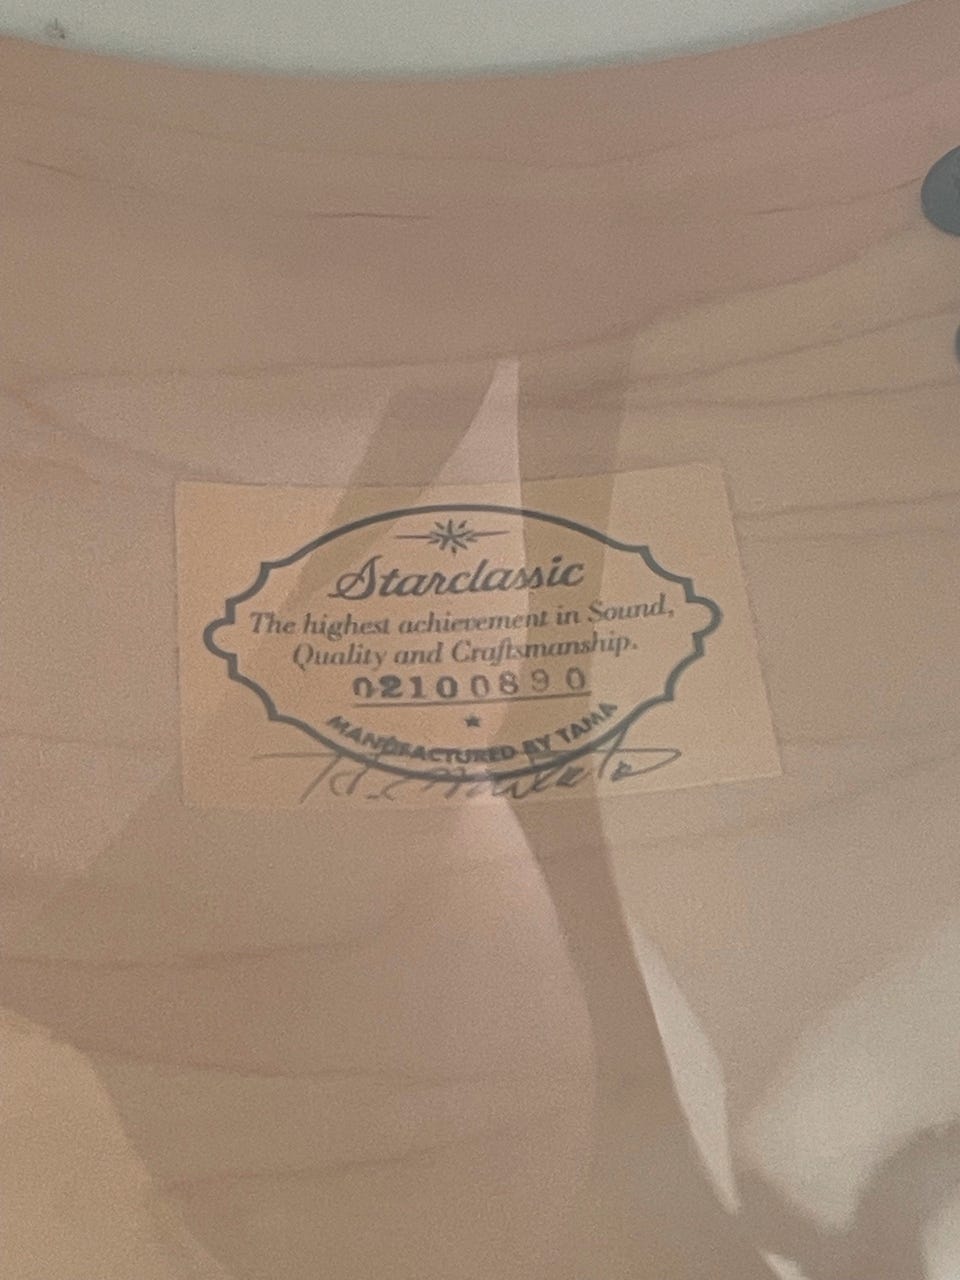 Starclassic
The highest achievement in Sound,
Quality and Craftsmanship.
02100890
MANUFACTURED BY TAMA